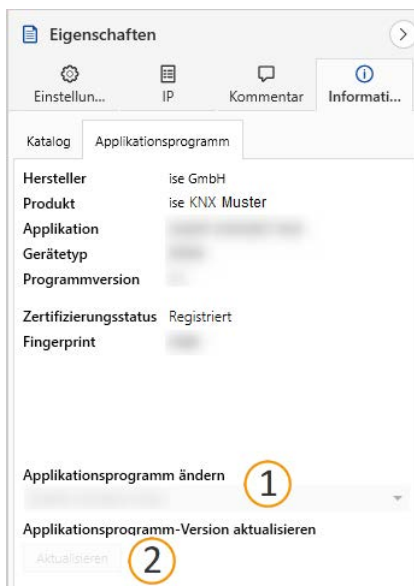 Eigenschaften
Einstellun... IP Kommentar Informati...
Katalog Applikationsprogramm
Hersteller ise GmbH
Produkt ise KNX Muster
Applikation
Gerätetyp
Programmversion
Zertifizierungsstatus Registriert
Fingerprint
Applikationsprogramm ändern 1
Applikationsprogramm-Version aktualisieren
Aktualisieren 2